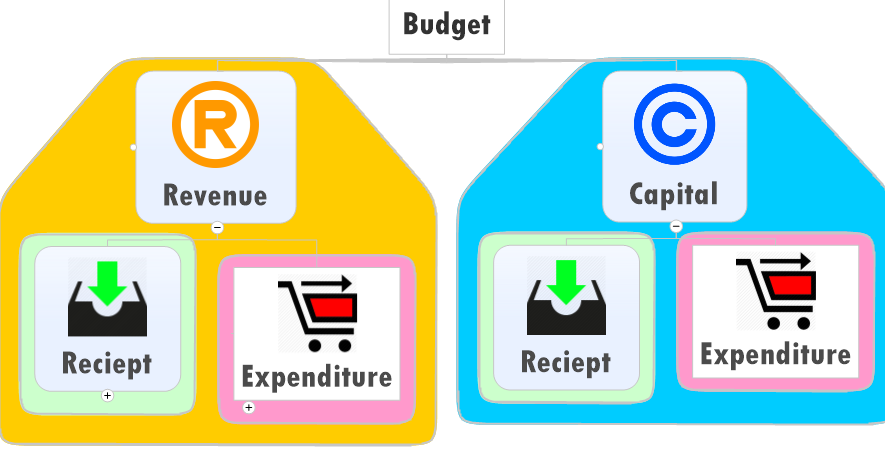 Budget
R
Revenue
C
Capital
Reciept
Expenditure
Reciept
Expenditure